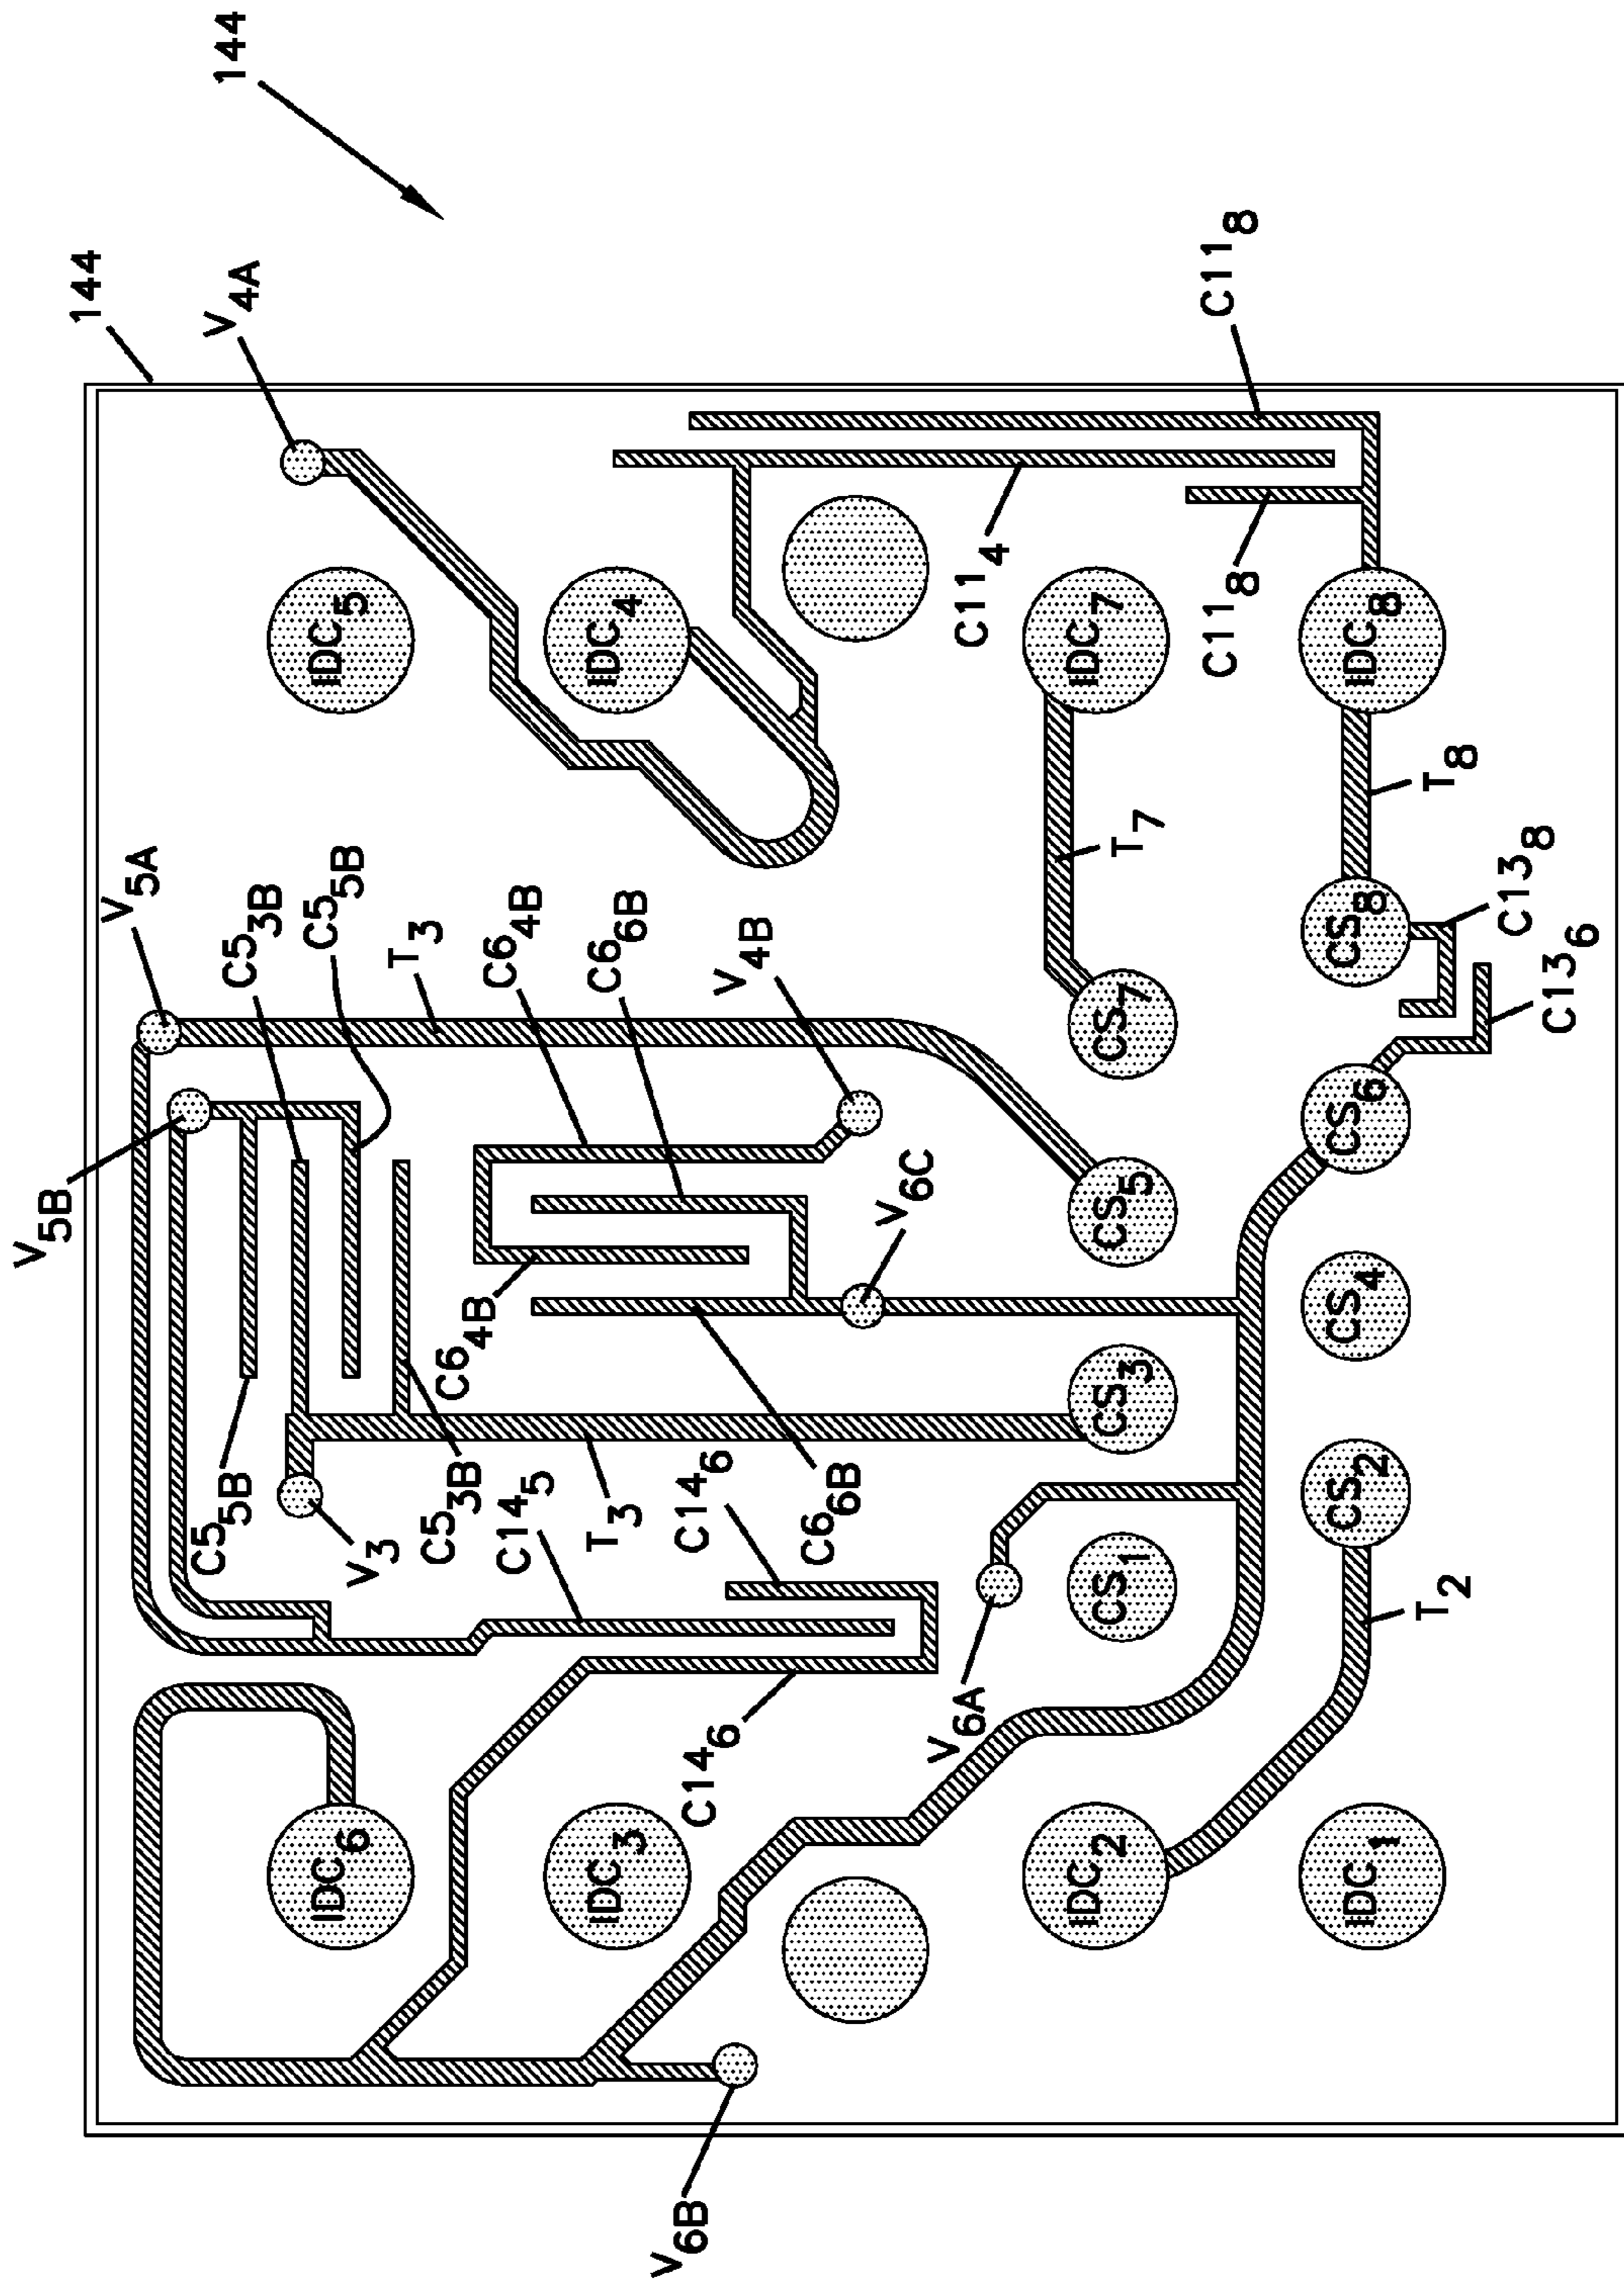 144
144
V4A
V5A
V5B
C53B
C55B
T3
C64B
C66B
V4B
V6C
IDC5
IDC4
C114
C118
C118
IDC7
IDC8
T7
T8
CS7
CS8
C138
C136
CS5
CS6
CS3
CS4
CS1
CS2
T2
C55B
V3
C53B
C64B
C145
T3
C146
C66B
C146
V6A
IDC6
IDC3
IDC2
IDC1
V6B